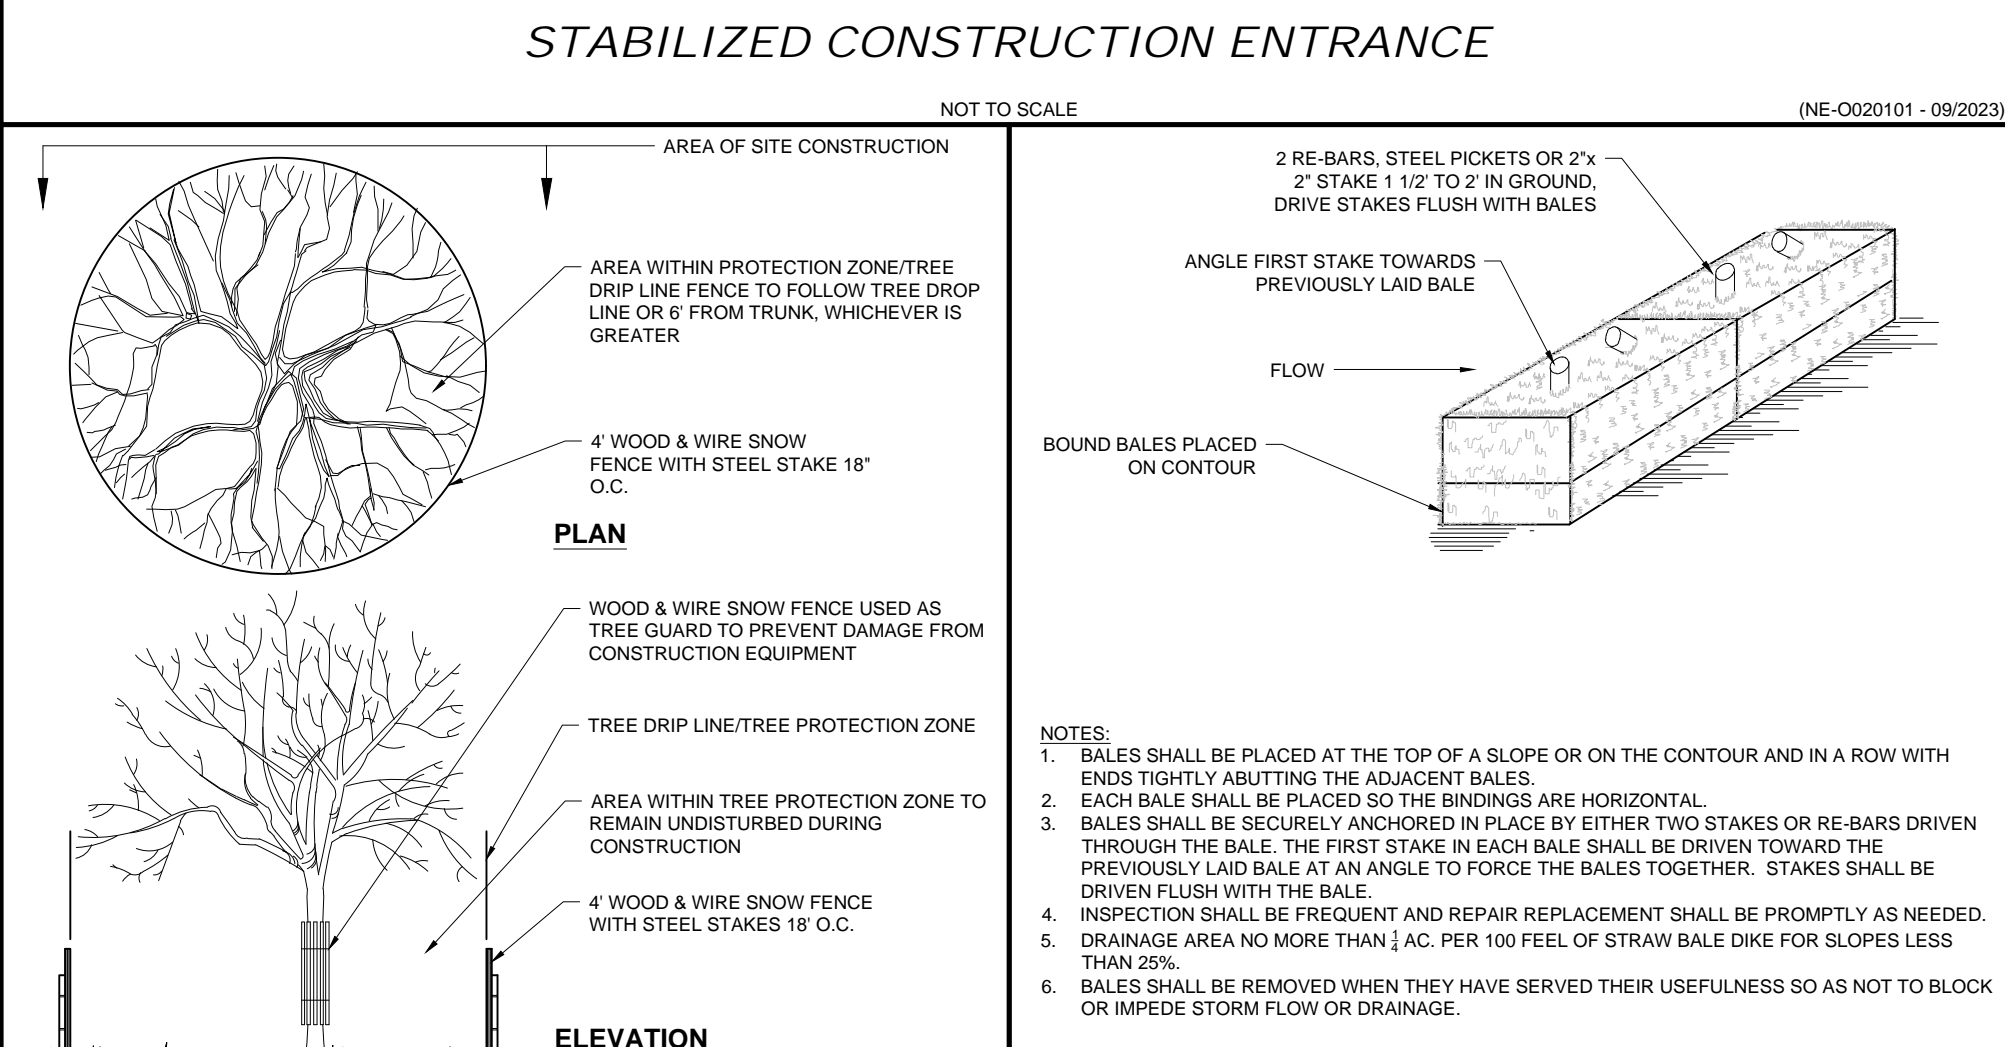 STABILIZED CONSTRUCTION ENTRANCE
NOT TO SCALE
(NE-O020101 - 09/2023)
AREA OF SITE CONSTRUCTION
AREA WITHIN PROTECTION ZONE/TREE
DRIP LINE FENCE TO FOLLOW TREE DROP
LINE OR 6' FROM TRUNK, WHICHEVER IS
GREATER
4' WOOD & WIRE SNOW
FENCE WITH STEEL STAKE 18"
O.C.
PLAN
WOOD & WIRE SNOW FENCE USED AS
TREE GUARD TO PREVENT DAMAGE FROM
CONSTRUCTION EQUIPMENT
TREE DRIP LINE/TREE PROTECTION ZONE
AREA WITHIN TREE PROTECTION ZONE TO
REMAIN UNDISTURBED DURING
CONSTRUCTION
4' WOOD & WIRE SNOW FENCE
WITH STEEL STAKES 18' O.C.
ELEVATION
2 RE-BARS, STEEL PICKETS OR 2"x
2" STAKE 1 1/2' TO 2' IN GROUND,
DRIVE STAKES FLUSH WITH BALES
ANGLE FIRST STAKE TOWARDS
PREVIOUSLY LAID BALE
FLOW
BOUND BALES PLACED
ON CONTOUR
NOTES:
1. BALES SHALL BE PLACED AT THE TOP OF A SLOPE OR ON THE CONTOUR AND IN A ROW WITH
ENDS TIGHTLY ABUTTING THE ADJACENT BALES.
2. EACH BALE SHALL BE PLACED SO THE BINDINGS ARE HORIZONTAL.
3. BALES SHALL BE SECURELY ANCHORED IN PLACE BY EITHER TWO STAKES OR RE-BARS DRIVEN
THROUGH THE BALE. THE FIRST STAKE IN EACH BALE SHALL BE DRIVEN TOWARD THE
PREVIOUSLY LAID BALE AT AN ANGLE TO FORCE THE BALES TOGETHER. STAKES SHALL BE
DRIVEN FLUSH WITH THE BALE.
4. INSPECTION SHALL BE FREQUENT AND REPAIR REPLACEMENT SHALL BE PROMPTLY AS NEEDED.
5. DRAINAGE AREA NO MORE THAN 1/4 AC. PER 100 FEEL OF STRAW BALE DIKE FOR SLOPES LESS
THAN 25%.
6. BALES SHALL BE REMOVED WHEN THEY HAVE SERVED THEIR USEFULNESS SO AS NOT TO BLOCK
OR IMPEDE STORM FLOW OR DRAINAGE.